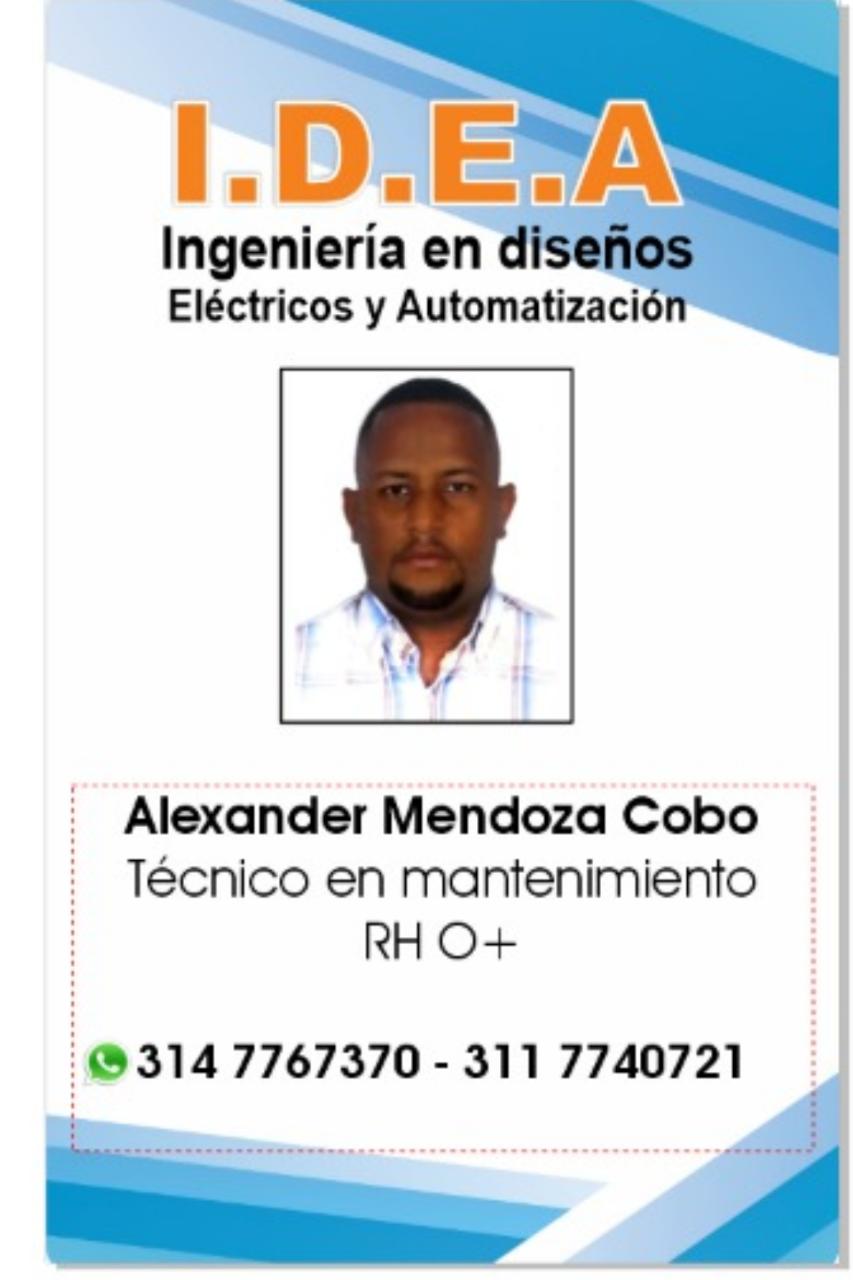 I.D.E.A
Ingeniería en diseños
Eléctricos y Automatización
Alexander Mendoza Cobo
Técnico en mantenimiento
RH O+
314 7767370 - 311 7740721